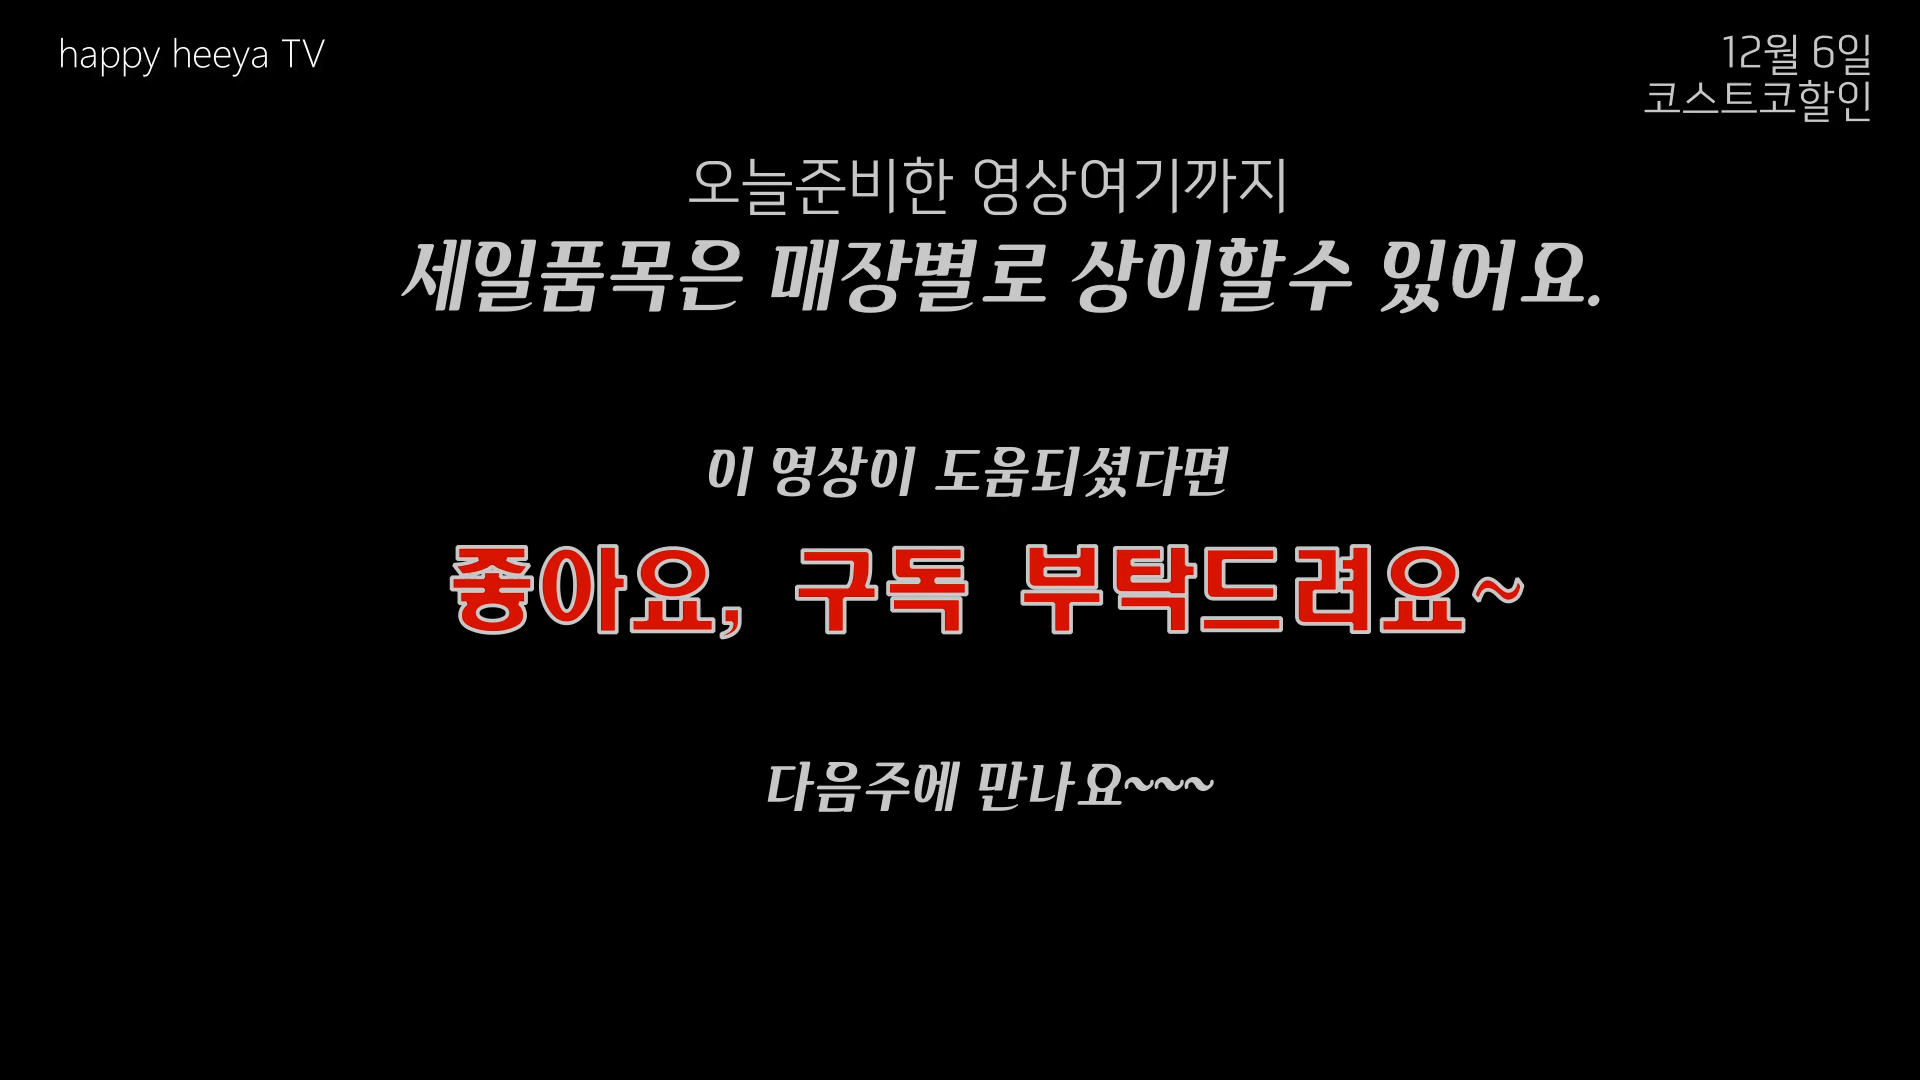 happy heeya TV
12월 6일
코스트코할인
오늘준비한 영상여기까지
세일품목은 매장별로 상이할수 있어요.
이 영상이 도움되셨다면
좋아요, 구독 부탁드려요~
다음주에 만나요~~~